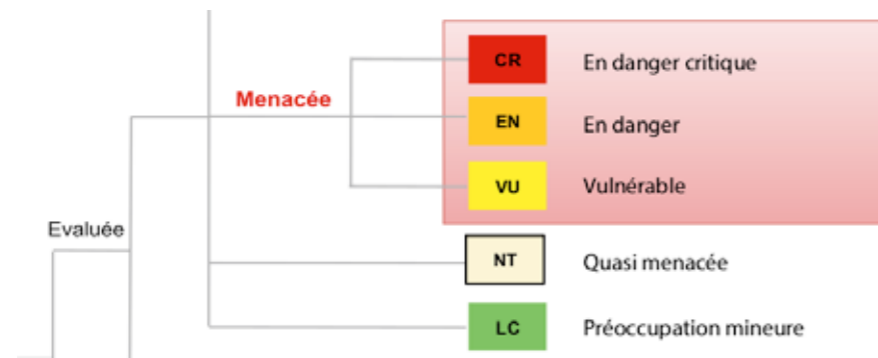 CR En danger critique
Menacée
EN En danger
VU Vulnérable
Evaluée
NT Quasi menacée
LC Préoccupation mineure